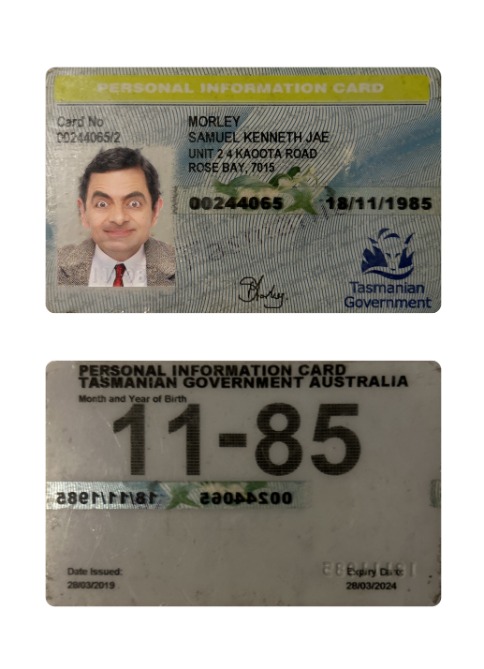 PERSONAL INFORMATION CARD
Card No
00244065/2
MORLEY
SAMUEL KENNETH JAE
UNIT 2 4 KAOOTA ROAD
ROSE BAY, 7015
00244065 18/11/1985
Tasmanian
Government
PERSONAL INFORMATION CARD
TASMANIAN GOVERNMENT AUSTRALIA
Month and Year of Birth
11-85
18/11/1985 00244065
Date Issued:
28/03/2019
Expiry Date:
28/03/2024